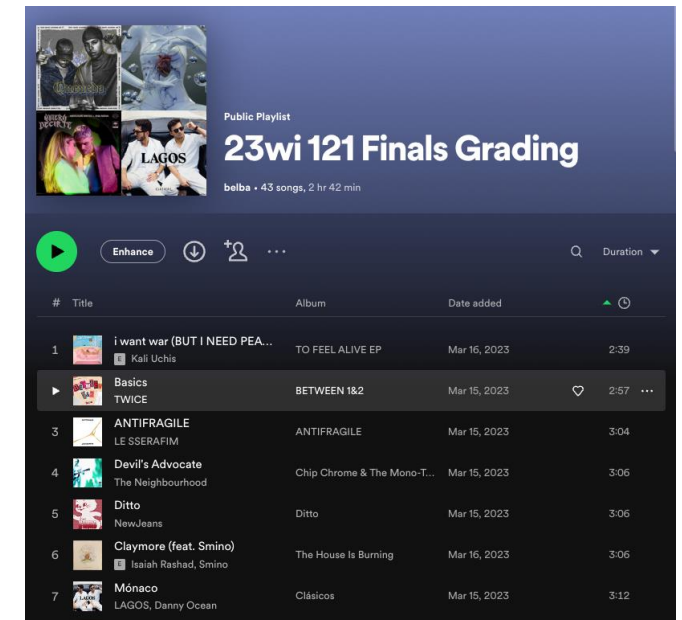 QUIERO
DECIRTE
LAGOS
Public Playlist
23wi 121 Finals Grading
belba • 43 songs, 2 hr 42 min
Enhance
Duration
# Title Album Date added
1 i want war (BUT I NEED PEA... TO FEEL ALIVE EP Mar 16, 2023 2:39
E Kali Uchis
Basics BETWEEN 1&2 Mar 15, 2023 2:57
TWICE
3 ANTIFRAGILE ANTIFRAGILE Mar 15, 2023 3:04
LE SSERAFIM
4 Devil's Advocate Chip Chrome & The Mono-T... Mar 15, 2023 3:06
The Neighbourhood
5 Ditto Ditto Mar 15, 2023 3:06
NewJeans
6 Claymore (feat. Smino) The House Is Burning Mar 16, 2023 3:06
E Isaiah Rashad, Smino
7 Mónaco Clásicos Mar 15, 2023 3:12
LAGOS, Danny Ocean